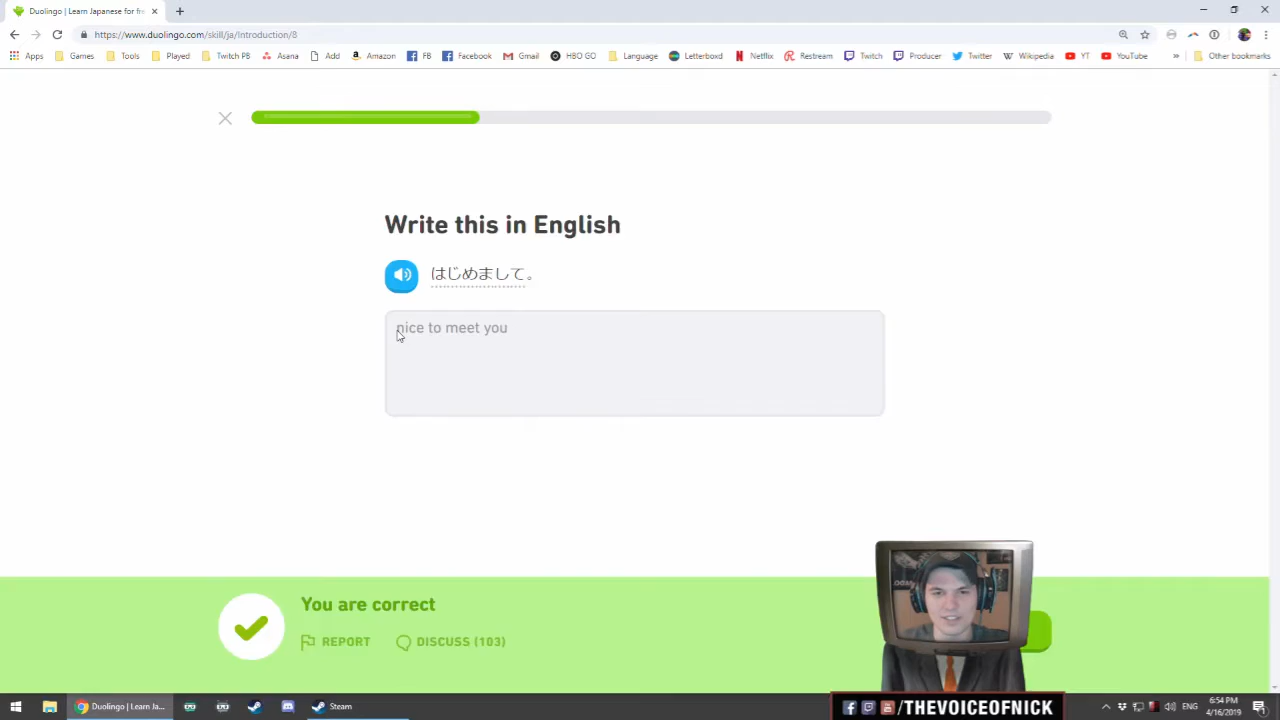 Duolingo | Learn Japanese for fr
https://www.duolingo.com/skill/ja/Introduction/8
Apps Games Tools Played Twitch PB Asana Add Amazon FB Facebook Gmail HBO GO Language Letterboxd Netflix Restream Twitch Producer Twitter Wikipedia YT YouTube » Other bookmarks
Write this in English
はじめまして。
nice to meet you
You are correct
REPORT DISCUSS (103)
/THEVOICEOFNICK
Duolingo | Learn Ja... Steam ENG 6:54 PM
4/16/2019